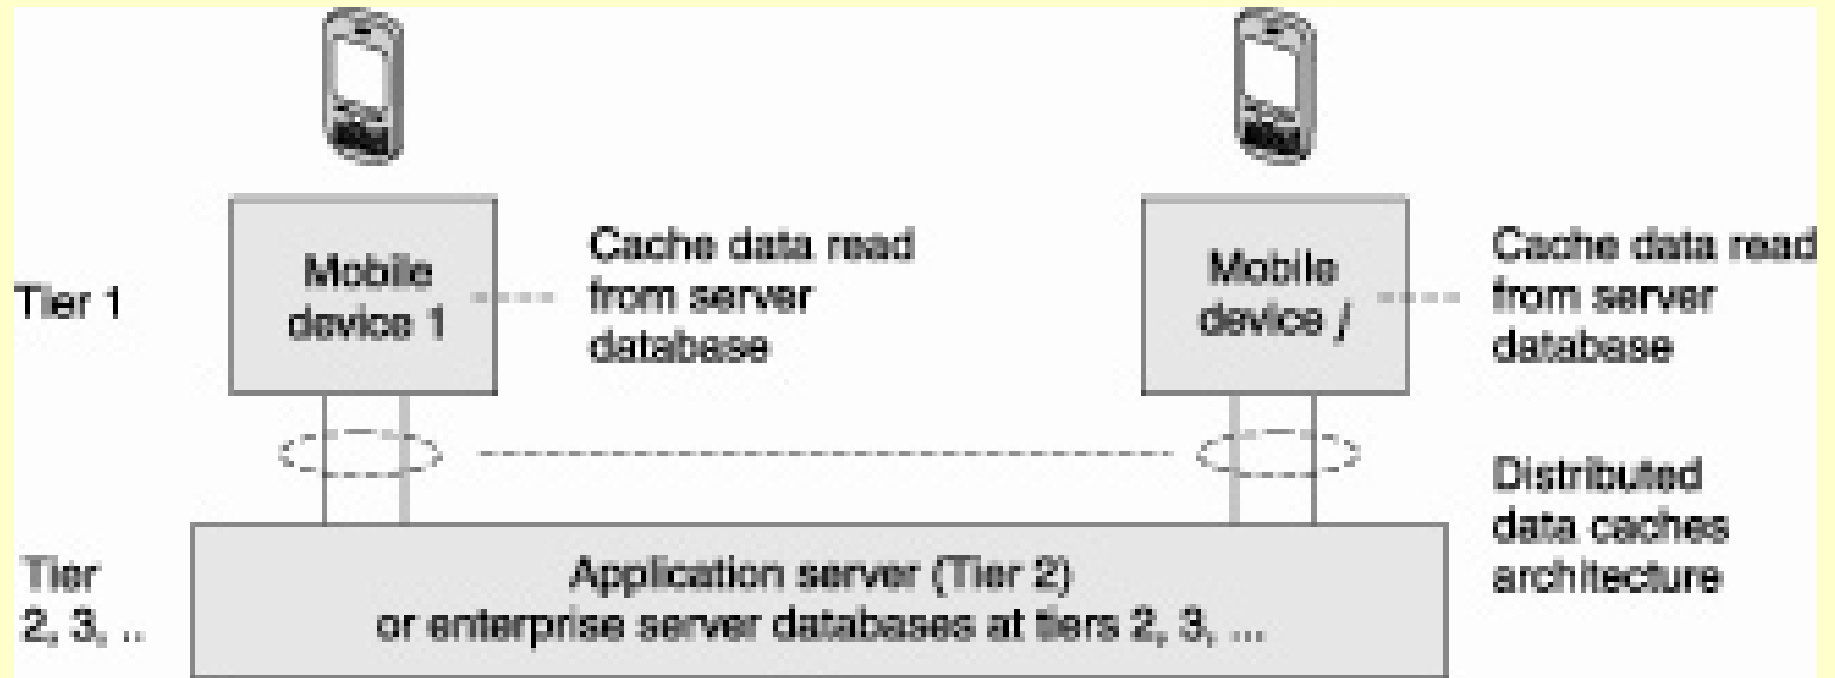 Tier 1
Mobile
device 1
Cache data read
from server
database
Mobile
device j
Cache data read
from server
database
Distributed
data caches
architecture
Tier
2, 3, ..
Application server (Tier 2)
or enterprise server databases at tiers 2, 3, ...